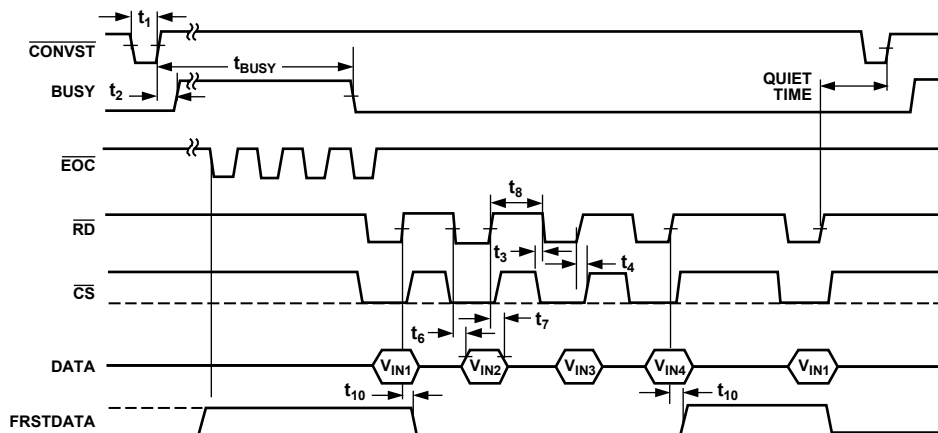 t1
CONVST
tBUSY
QUIET
TIME
t2
BUSY
EOC
t8
RD
t3
t4
CS
t6
t7
DATA
VIN1
VIN2
VIN3
VIN4
VIN1
t10
t10
FRSTDATA